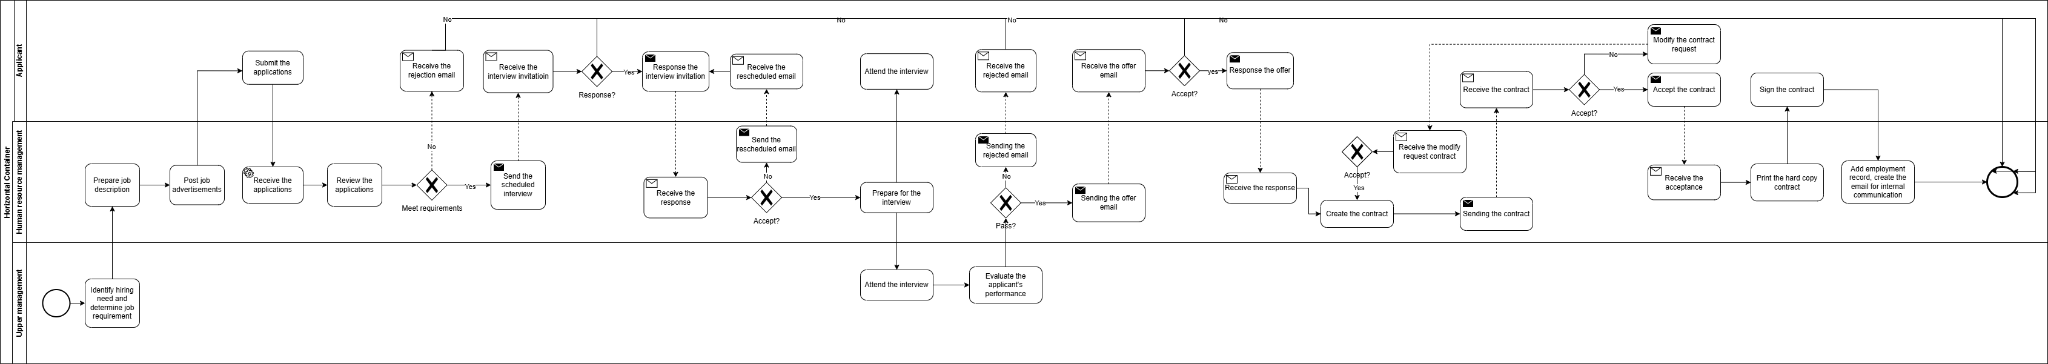 Horizontal Container
Applicant
Human resource management
Upper management
No
No
No
No
Submit the
applications
Receive the
rejection email
Receive the
interview invitatioin
Response?
Yes
Response the
interview invitation
Receive the
rescheduled email
Attend the interview
Receive the
rejected email
Receive the offer
email
Accept?
yes
Response the offer
Receive the contract
Accept?
No
Yes
Modify the contract
request
Accept the contract
Sign the contract
Prepare job
description
Post job
advertisements
Receive the
applications
Review the
applications
No
Meet requirements
Yes
Send the
scheduled
interview
Receive the
response
Send the
rescheduled email
No
Accept?
Yes
Prepare for the
interview
Sending the
rejected email
No
Pass?
Yes
Sending the offer
email
Receive the response
Accept?
Yes
Receive the modify
request contract
Create the contract
Sending the contract
Receive the
acceptance
Print the hard copy
contract
Add employment
record, create the
email for internal
communication
Identify hiring
need and
determine job
requirement
Attend the interview
Evaluate the
applicant's
performance